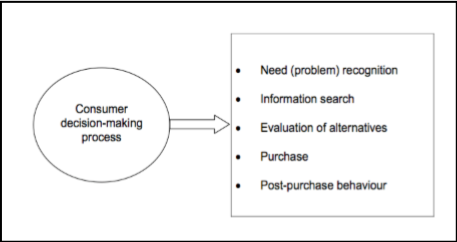 Consumer
decision-making
process
• Need (problem) recognition
• Information search
• Evaluation of alternatives
• Purchase
• Post-purchase behaviour